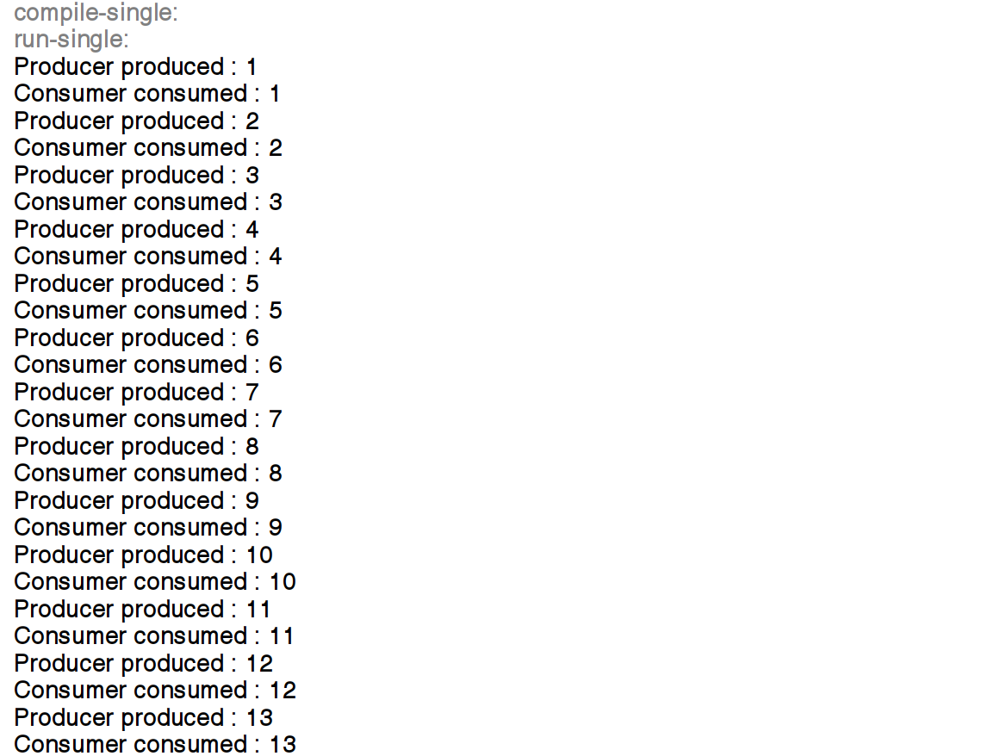 compile-single:
run-single:
Producer produced : 1
Consumer consumed : 1
Producer produced : 2
Consumer consumed : 2
Producer produced : 3
Consumer consumed : 3
Producer produced : 4
Consumer consumed : 4
Producer produced : 5
Consumer consumed : 5
Producer produced : 6
Consumer consumed : 6
Producer produced : 7
Consumer consumed : 7
Producer produced : 8
Consumer consumed : 8
Producer produced : 9
Consumer consumed : 9
Producer produced : 10
Consumer consumed : 10
Producer produced : 11
Consumer consumed : 11
Producer produced : 12
Consumer consumed : 12
Producer produced : 13
Consumer consumed : 13